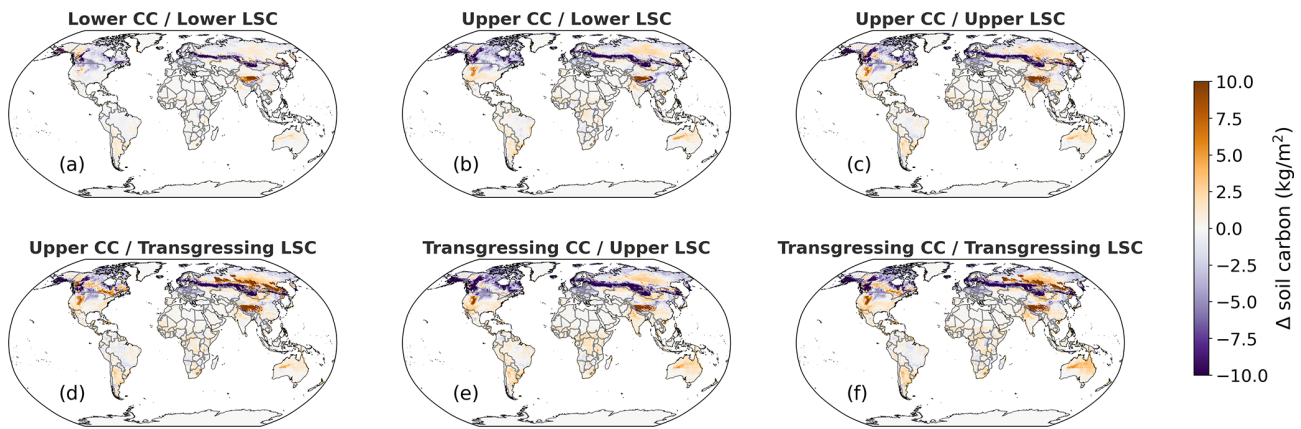 Lower CC / Lower LSC
Upper CC / Lower LSC
Upper CC / Upper LSC
(a)
(b)
(c)
Upper CC / Transgressing LSC
Transgressing CC / Upper LSC
Transgressing CC / Transgressing LSC
(d)
(e)
(f)
10.0
7.5
5.0
2.5
0.0
−2.5
−5.0
−7.5
−10.0
Δ soil carbon (kg/m²)